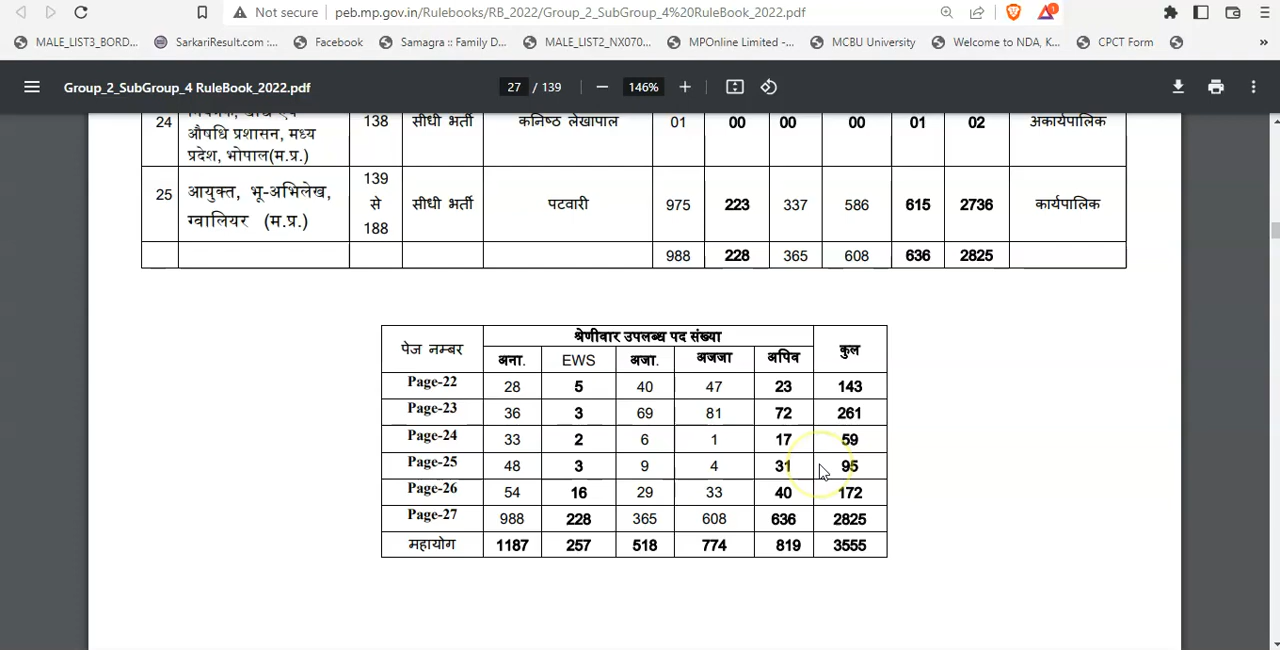 Not secure peb.mp.gov.in/Rulebooks/RB_2022/Group_2_SubGroup_4%20RuleBook_2022.pdf 1
MALE_LIST3_BORD... SarkariResult.com :... Facebook Samagra :: Family D... MALE_LIST2_NX070... MPOnline Limited -... MCBU University Welcome to NDA, K... CPCT Form »
Group_2_SubGroup_4 RuleBook_2022.pdf 27 / 139 146%
24 औषधि प्रशासन, मध्य प्रदेश, भोपाल(म.प्र.) 138 सीधी भर्ती कनिष्ठ लेखापाल 01 00 00 00 01 02 अकार्यपालिक
25 आयुक्त, भू-अभिलेख, ग्वालियर (म.प्र.) 139 से 188 सीधी भर्ती पटवारी 975 223 337 586 615 2736 कार्यपालिक
988 228 365 608 636 2825
पेज नम्बर श्रेणीवार उपलब्ध पद संख्या कुल
अना. EWS अजा. अजजा अपिव
Page-22 28 5 40 47 23 143
Page-23 36 3 69 81 72 261
Page-24 33 2 6 1 17 59
Page-25 48 3 9 4 31 95
Page-26 54 16 29 33 40 172
Page-27 988 228 365 608 636 2825
महायोग 1187 257 518 774 819 3555